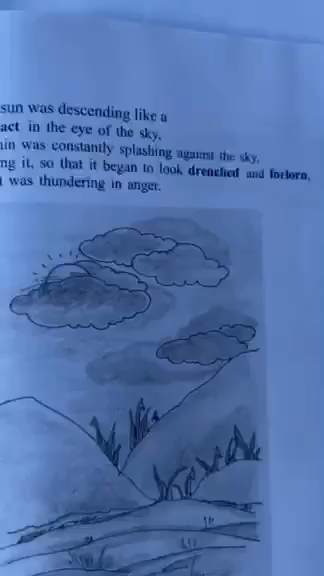 sun was descending like a
act in the eye of the sky,
in was constantly splashing against the sky,
ng it, so that it began to look drenched and forlorn,
was thundering in anger.